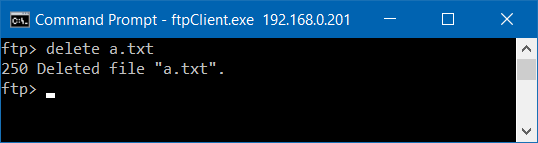 Command Prompt - ftpClient.exe  192.168.0.201
ftp> delete a.txt
250 Deleted file "a.txt".
ftp>